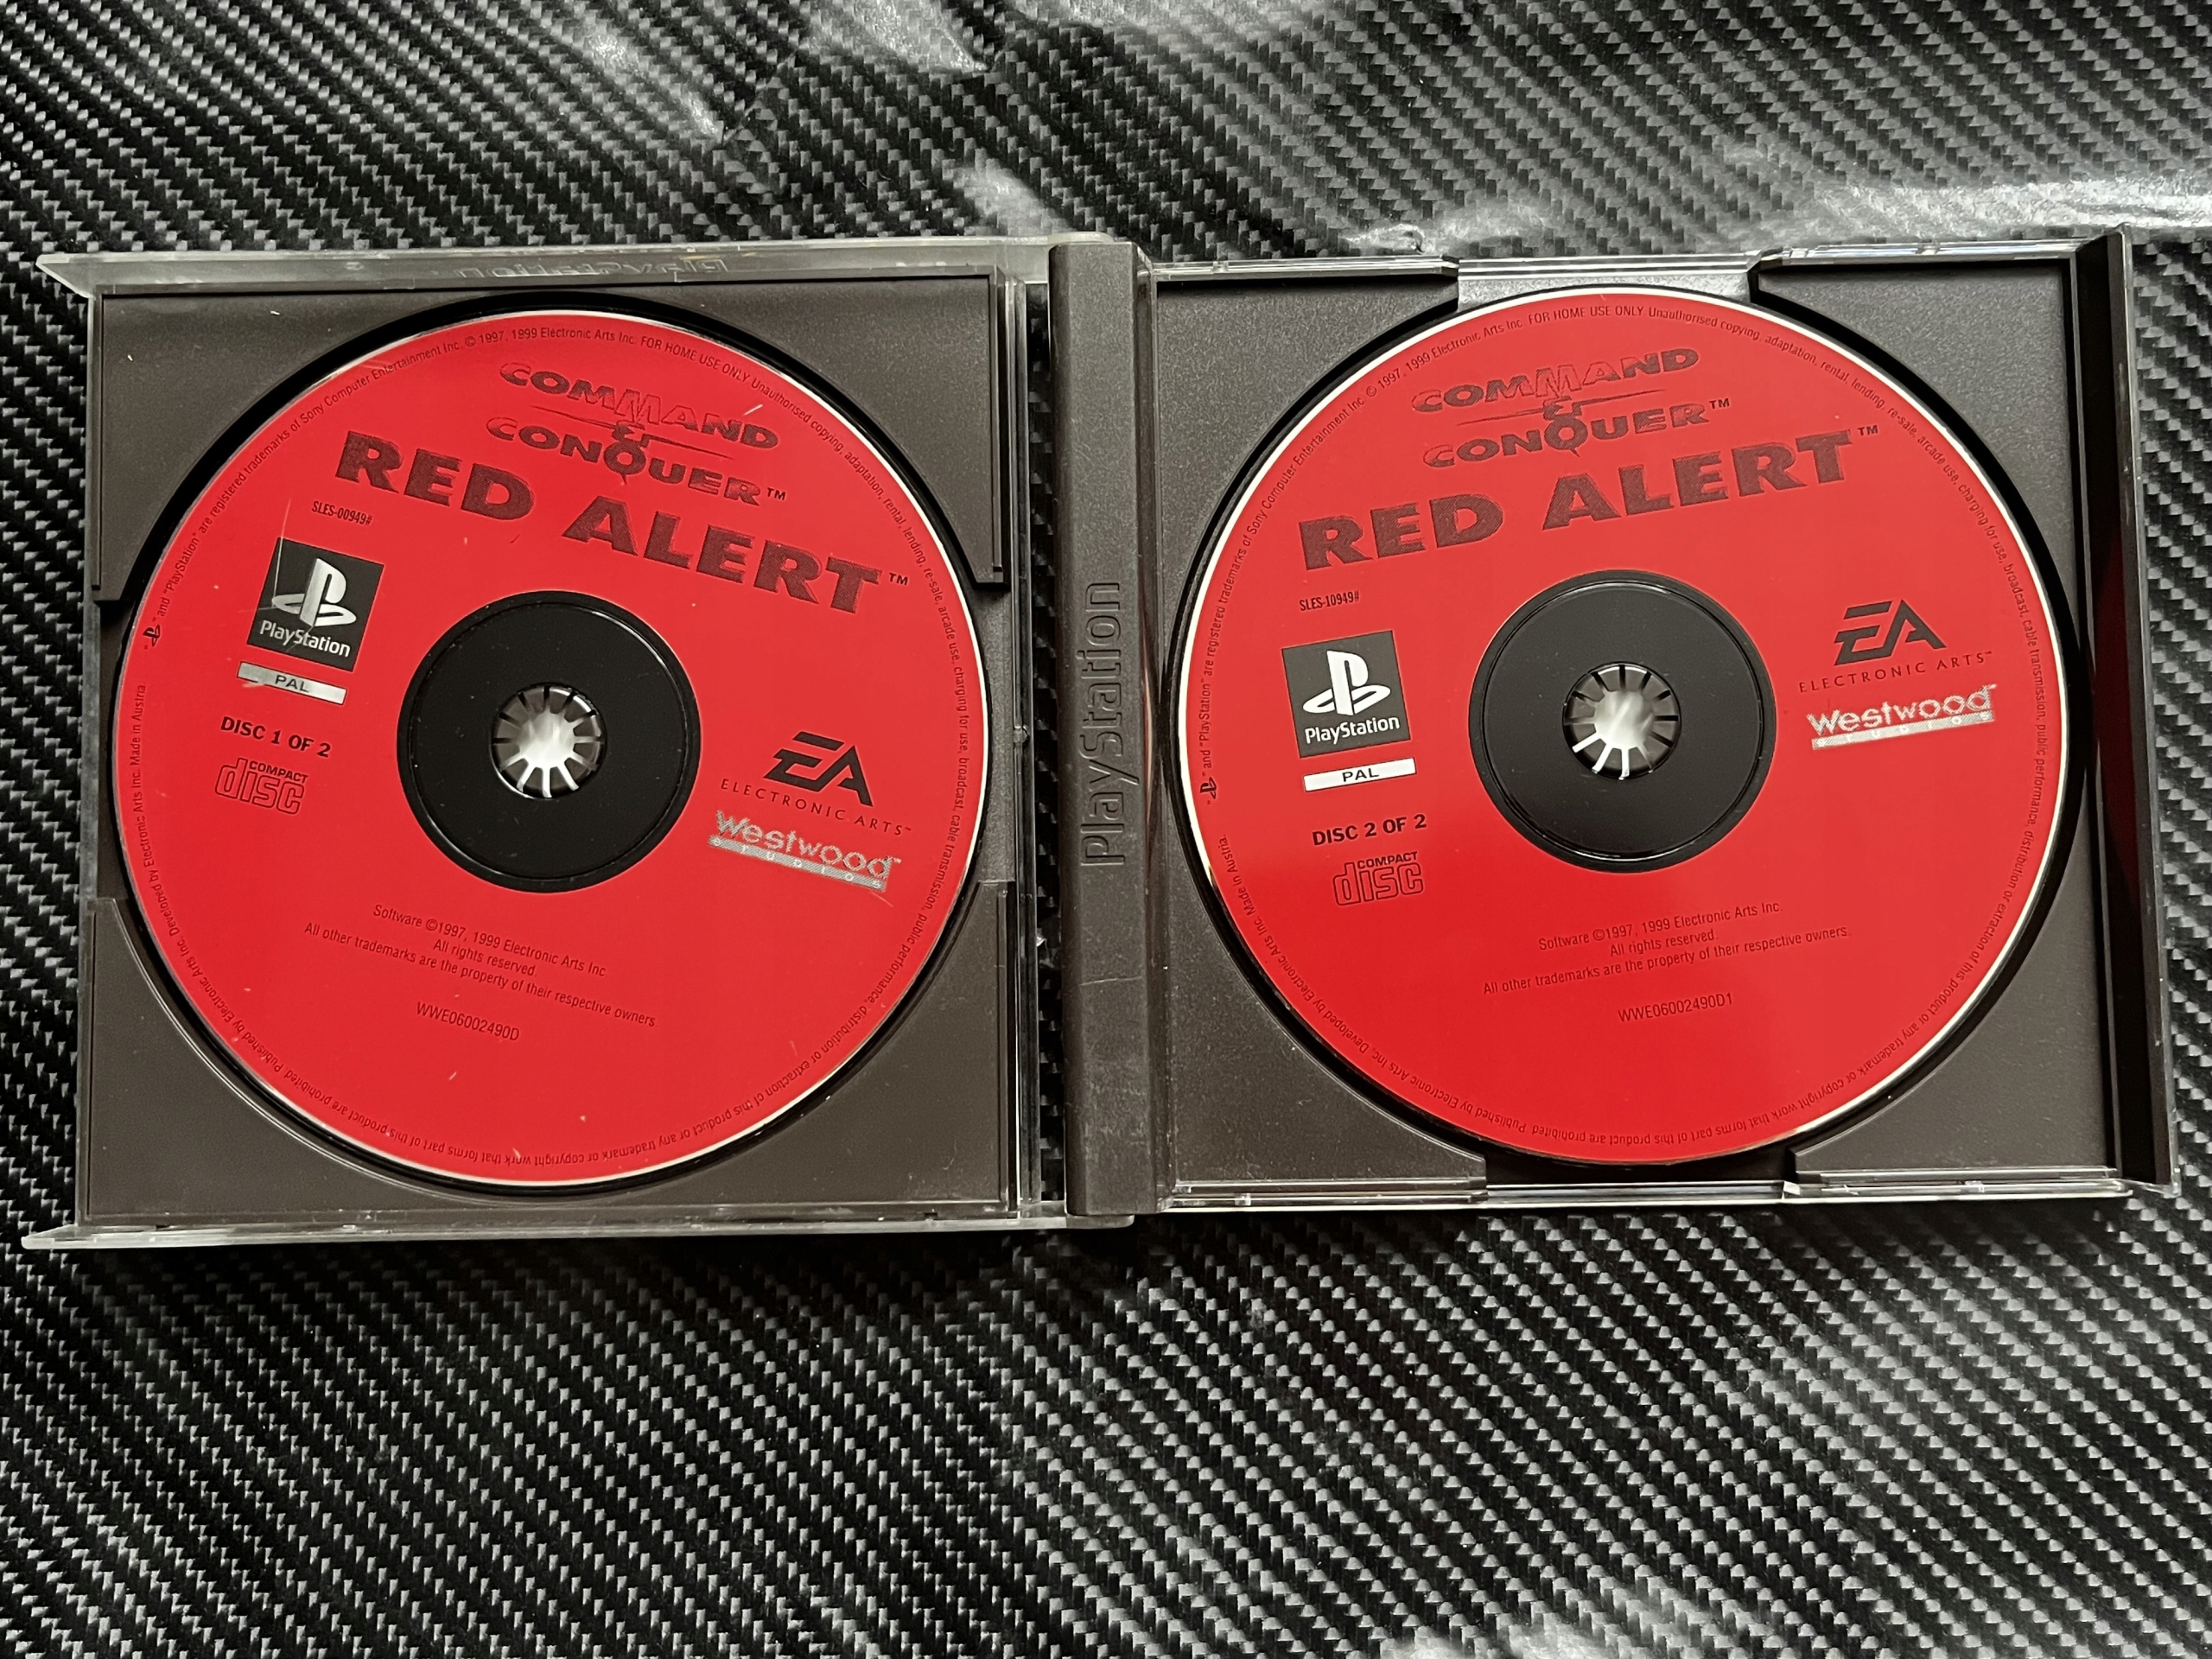 PlayStation
" and "PlayStation" are registered trademarks of Sony Computer Entertainment Inc. © 1997, 1999 Electronic Arts Inc. FOR HOME USE ONLY Unauthorised copying, adaptation, rental, lending, re-sale, arcade use, charging for use, broadcast, cable transmission, public performance, distribution or extraction of this product or any trademark or copyright work that forms part of this product are prohibited. Published by Electronic Arts Inc. Developed by Electronic Arts Inc. Made in Austria
COMMAND
&
CONQUER™
RED ALERT™
SLES-00949#
PlayStation
PAL
DISC 1 OF 2
COMPACT
disc
EA
ELECTRONIC ARTS™
Westwood™
STUDIOS
Software ©1997, 1999 Electronic Arts Inc
All rights reserved.
All other trademarks are the property of their respective owners
WWE06002490D
PlayStation
" and "PlayStation" are registered trademarks of Sony Computer Entertainment Inc. © 1997, 1999 Electronic Arts Inc. FOR HOME USE ONLY Unauthorised copying, adaptation, rental, lending, re-sale, arcade use, charging for use, broadcast, cable transmission, public performance, distribution or extraction of this product or any trademark or copyright work that forms part of this product are prohibited. Published by Electronic Arts Inc. Developed by Electronic Arts Inc. Made in Austria.
COMMAND
&
CONQUER™
RED ALERT™
SLES-10949#
PlayStation
PAL
DISC 2 OF 2
COMPACT
disc
EA
ELECTRONIC ARTS™
Westwood™
STUDIOS
Software ©1997, 1999 Electronic Arts Inc.
All rights reserved.
All other trademarks are the property of their respective owners.
WWE06002490D1